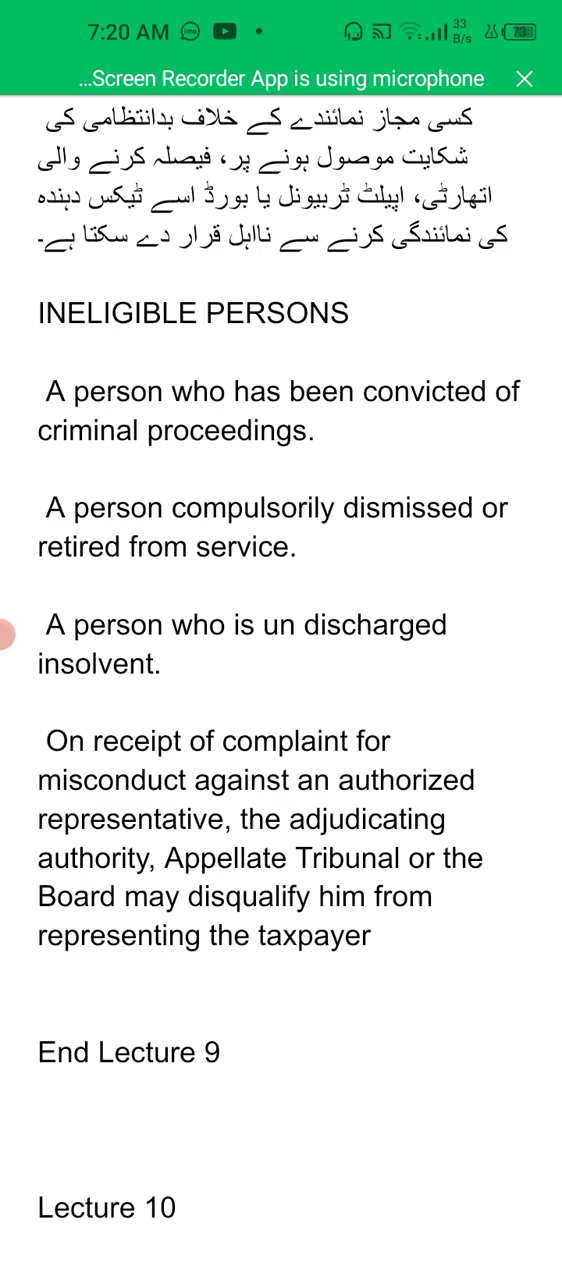 7:20 AM
33
B/s
73
...Screen Recorder App is using microphone
کسی مجاز نمائندے کے خلاف بدانتظامی کی
شکایت موصول ہونے پر، فیصلہ کرنے والی
اتھارٹی، اپیلٹ ٹربیونل یا بورڈ اسے ٹیکس دہندہ
کی نمائندگی کرنے سے نااہل قرار دے سکتا ہے۔
INELIGIBLE PERSONS
A person who has been convicted of
criminal proceedings.
A person compulsorily dismissed or
retired from service.
A person who is un discharged
insolvent.
On receipt of complaint for
misconduct against an authorized
representative, the adjudicating
authority, Appellate Tribunal or the
Board may disqualify him from
representing the taxpayer
End Lecture 9
Lecture 10